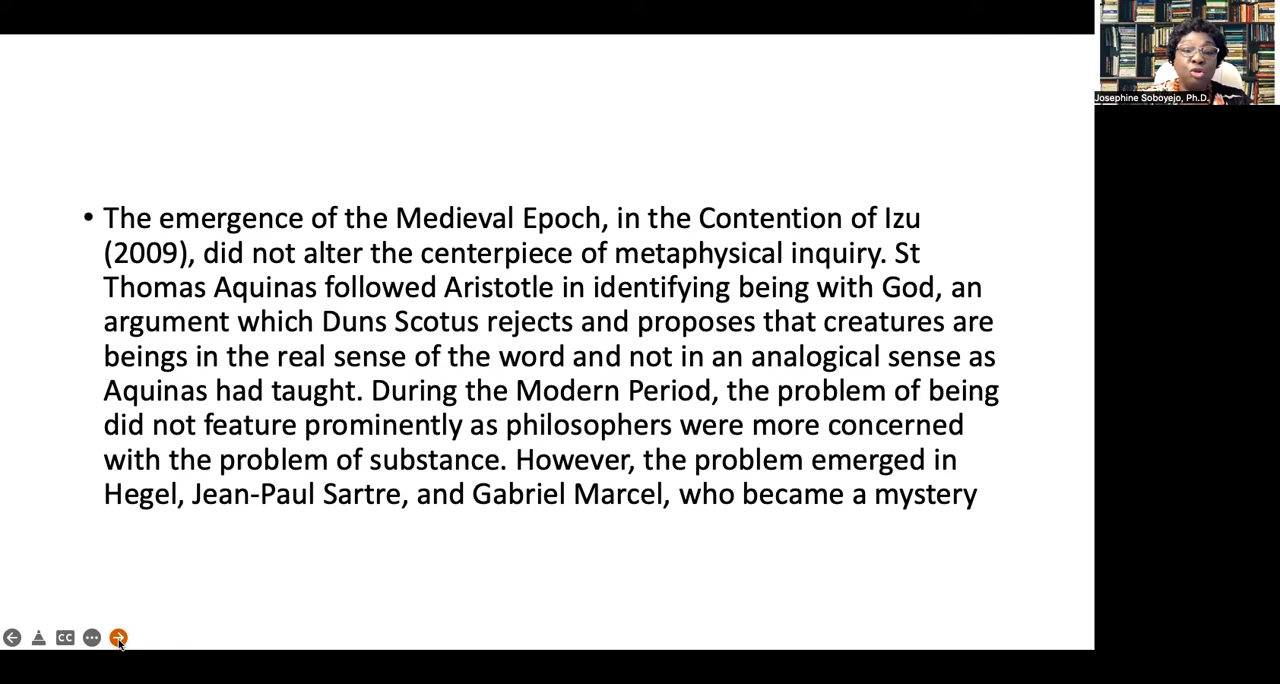 Josephine Soboyejo, Ph.D.
• The emergence of the Medieval Epoch, in the Contention of Izu
(2009), did not alter the centerpiece of metaphysical inquiry. St
Thomas Aquinas followed Aristotle in identifying being with God, an
argument which Duns Scotus rejects and proposes that creatures are
beings in the real sense of the word and not in an analogical sense as
Aquinas had taught. During the Modern Period, the problem of being
did not feature prominently as philosophers were more concerned
with the problem of substance. However, the problem emerged in
Hegel, Jean-Paul Sartre, and Gabriel Marcel, who became a mystery
CC